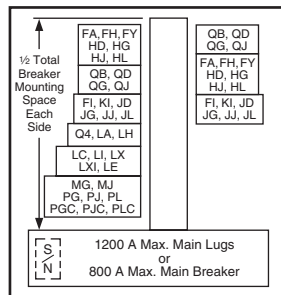 ½ Total
Breaker
Mounting
Space
Each
Side
FA, FH, FY
HD, HG
HJ, HL
QB, QD
QG, QJ
FI, KI, JD
JG, JJ, JL
Q4, LA, LH
LC, LI, LX
LXI, LE
MG, MJ
PG, PJ, PL
PGC, PJC, PLC
QB, QD
QG, QJ
FA, FH, FY
HD, HG
HJ, HL
FI, KI, JD
JG, JJ, JL
S/N
1200 A Max. Main Lugs
or
800 A Max. Main Breaker